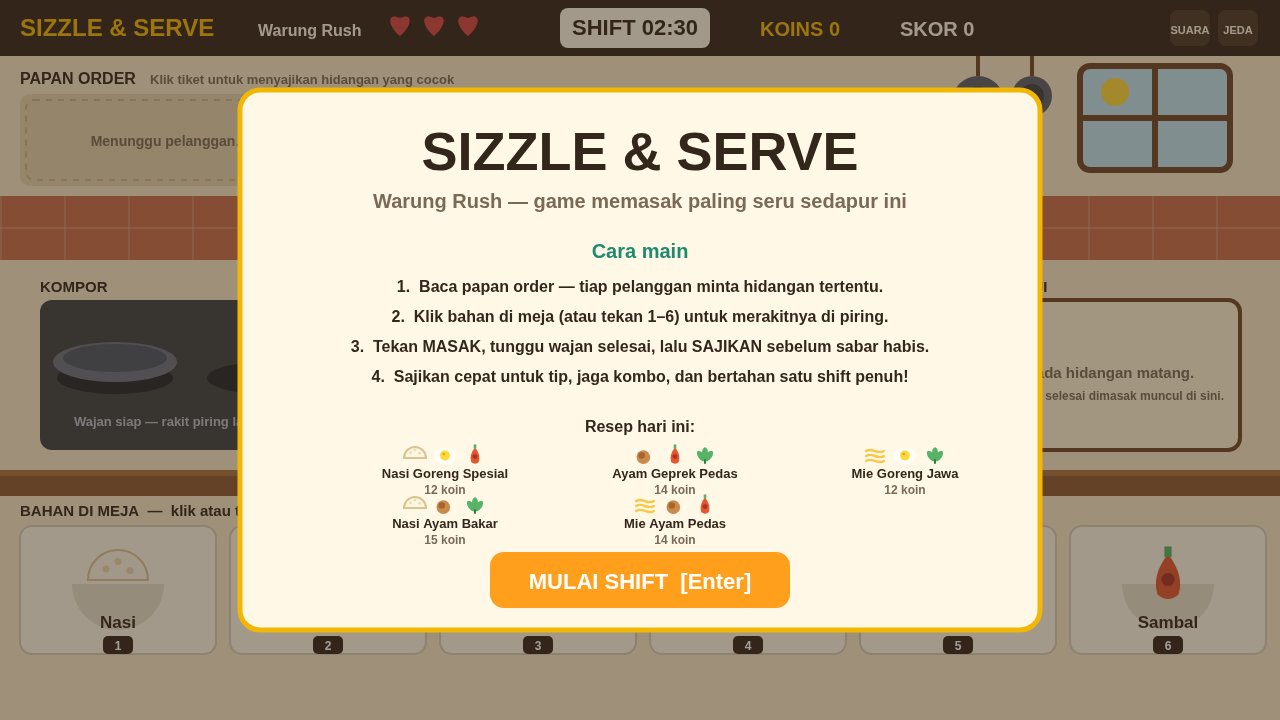 SIZZLE & SERVE
Warung Rush
SHIFT 02:30
KOINS 0
SKOR 0
SUARA
JEDA
PAPAN ORDER
Klik tiket untuk menyajikan hidangan yang cocok
Menunggu pelanggan.
SIZZLE & SERVE
Warung Rush — game memasak paling seru sedapur ini
Cara main
1. Baca papan order — tiap pelanggan minta hidangan tertentu.
2. Klik bahan di meja (atau tekan 1–6) untuk merakitnya di piring.
3. Tekan MASAK, tunggu wajan selesai, lalu SAJIKAN sebelum sabar habis.
4. Sajikan cepat untuk tip, jaga kombo, dan bertahan satu shift penuh!
Resep hari ini:
Nasi Goreng Spesial
12 koin
Ayam Geprek Pedas
14 koin
Mie Goreng Jawa
12 koin
Nasi Ayam Bakar
15 koin
Mie Ayam Pedas
14 koin
MULAI SHIFT [Enter]
KOMPOR
Wajan siap — rakit piring
hidangan matang.
selesai dimasak muncul di sini.
BAHAN DI MEJA — klik atau
Nasi
1
2
3
4
5
Sambal
6